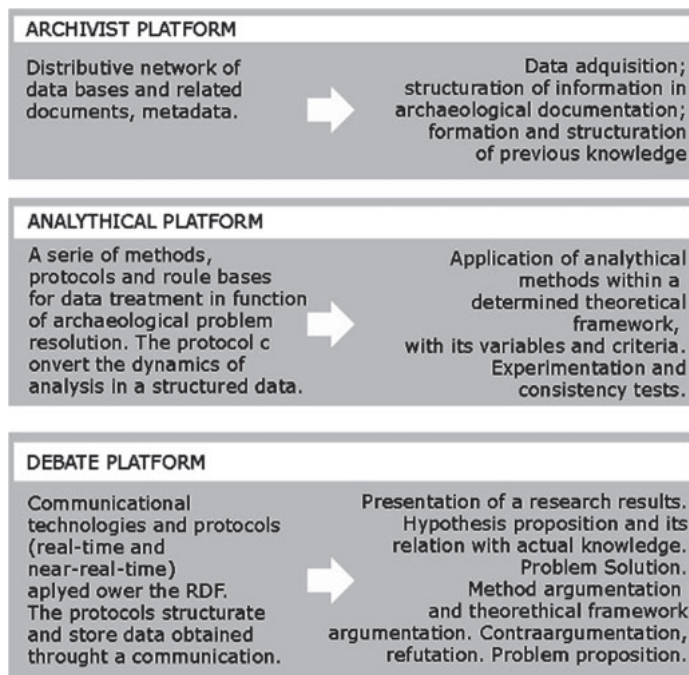 ARCHIVIST PLATFORM
Distributive network of
data bases and related
documents, metadata.
Data adquisition;
structuration of information in
archaeological documentation;
formation and structuration
of previous knowledge
ANALYTHICAL PLATFORM
A serie of methods,
protocols and roule bases
for data treatment in function
of archaeological problem
resolution. The protocol c
onvert the dynamics of
analysis in a structured data.
Application of analythical
methods within a
determined theoretical
framework,
with its variables and criteria.
Experimentation and
consistency tests.
DEBATE PLATFORM
Communicational
technologies and protocols
(real-time and
near-real-time)
aplyed ower the RDF.
The protocols structurate
and store data obtained
throught a communication.
Presentation of a research results.
Hypothesis proposition and its
relation with actual knowledge.
Problem Solution.
Method argumentation
and theorethical framework
argumentation. Contraargumentation,
refutation. Problem proposition.